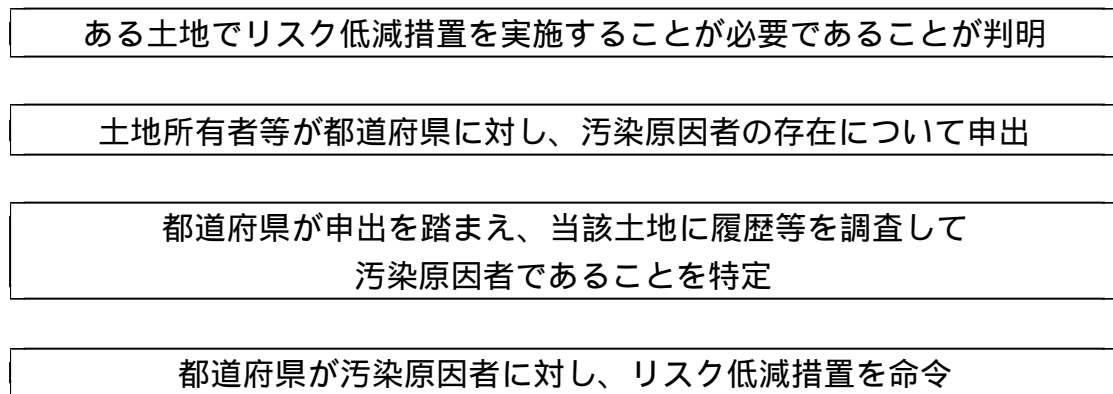 ある土地でリスク低減措置を実施することが必要であることが判明
土地所有者等が都道府県に対し、汚染原因者の存在について申出
都道府県が申出を踏まえ、当該土地に履歴等を調査して
汚染原因者であることを特定
都道府県が汚染原因者に対し、リスク低減措置を命令